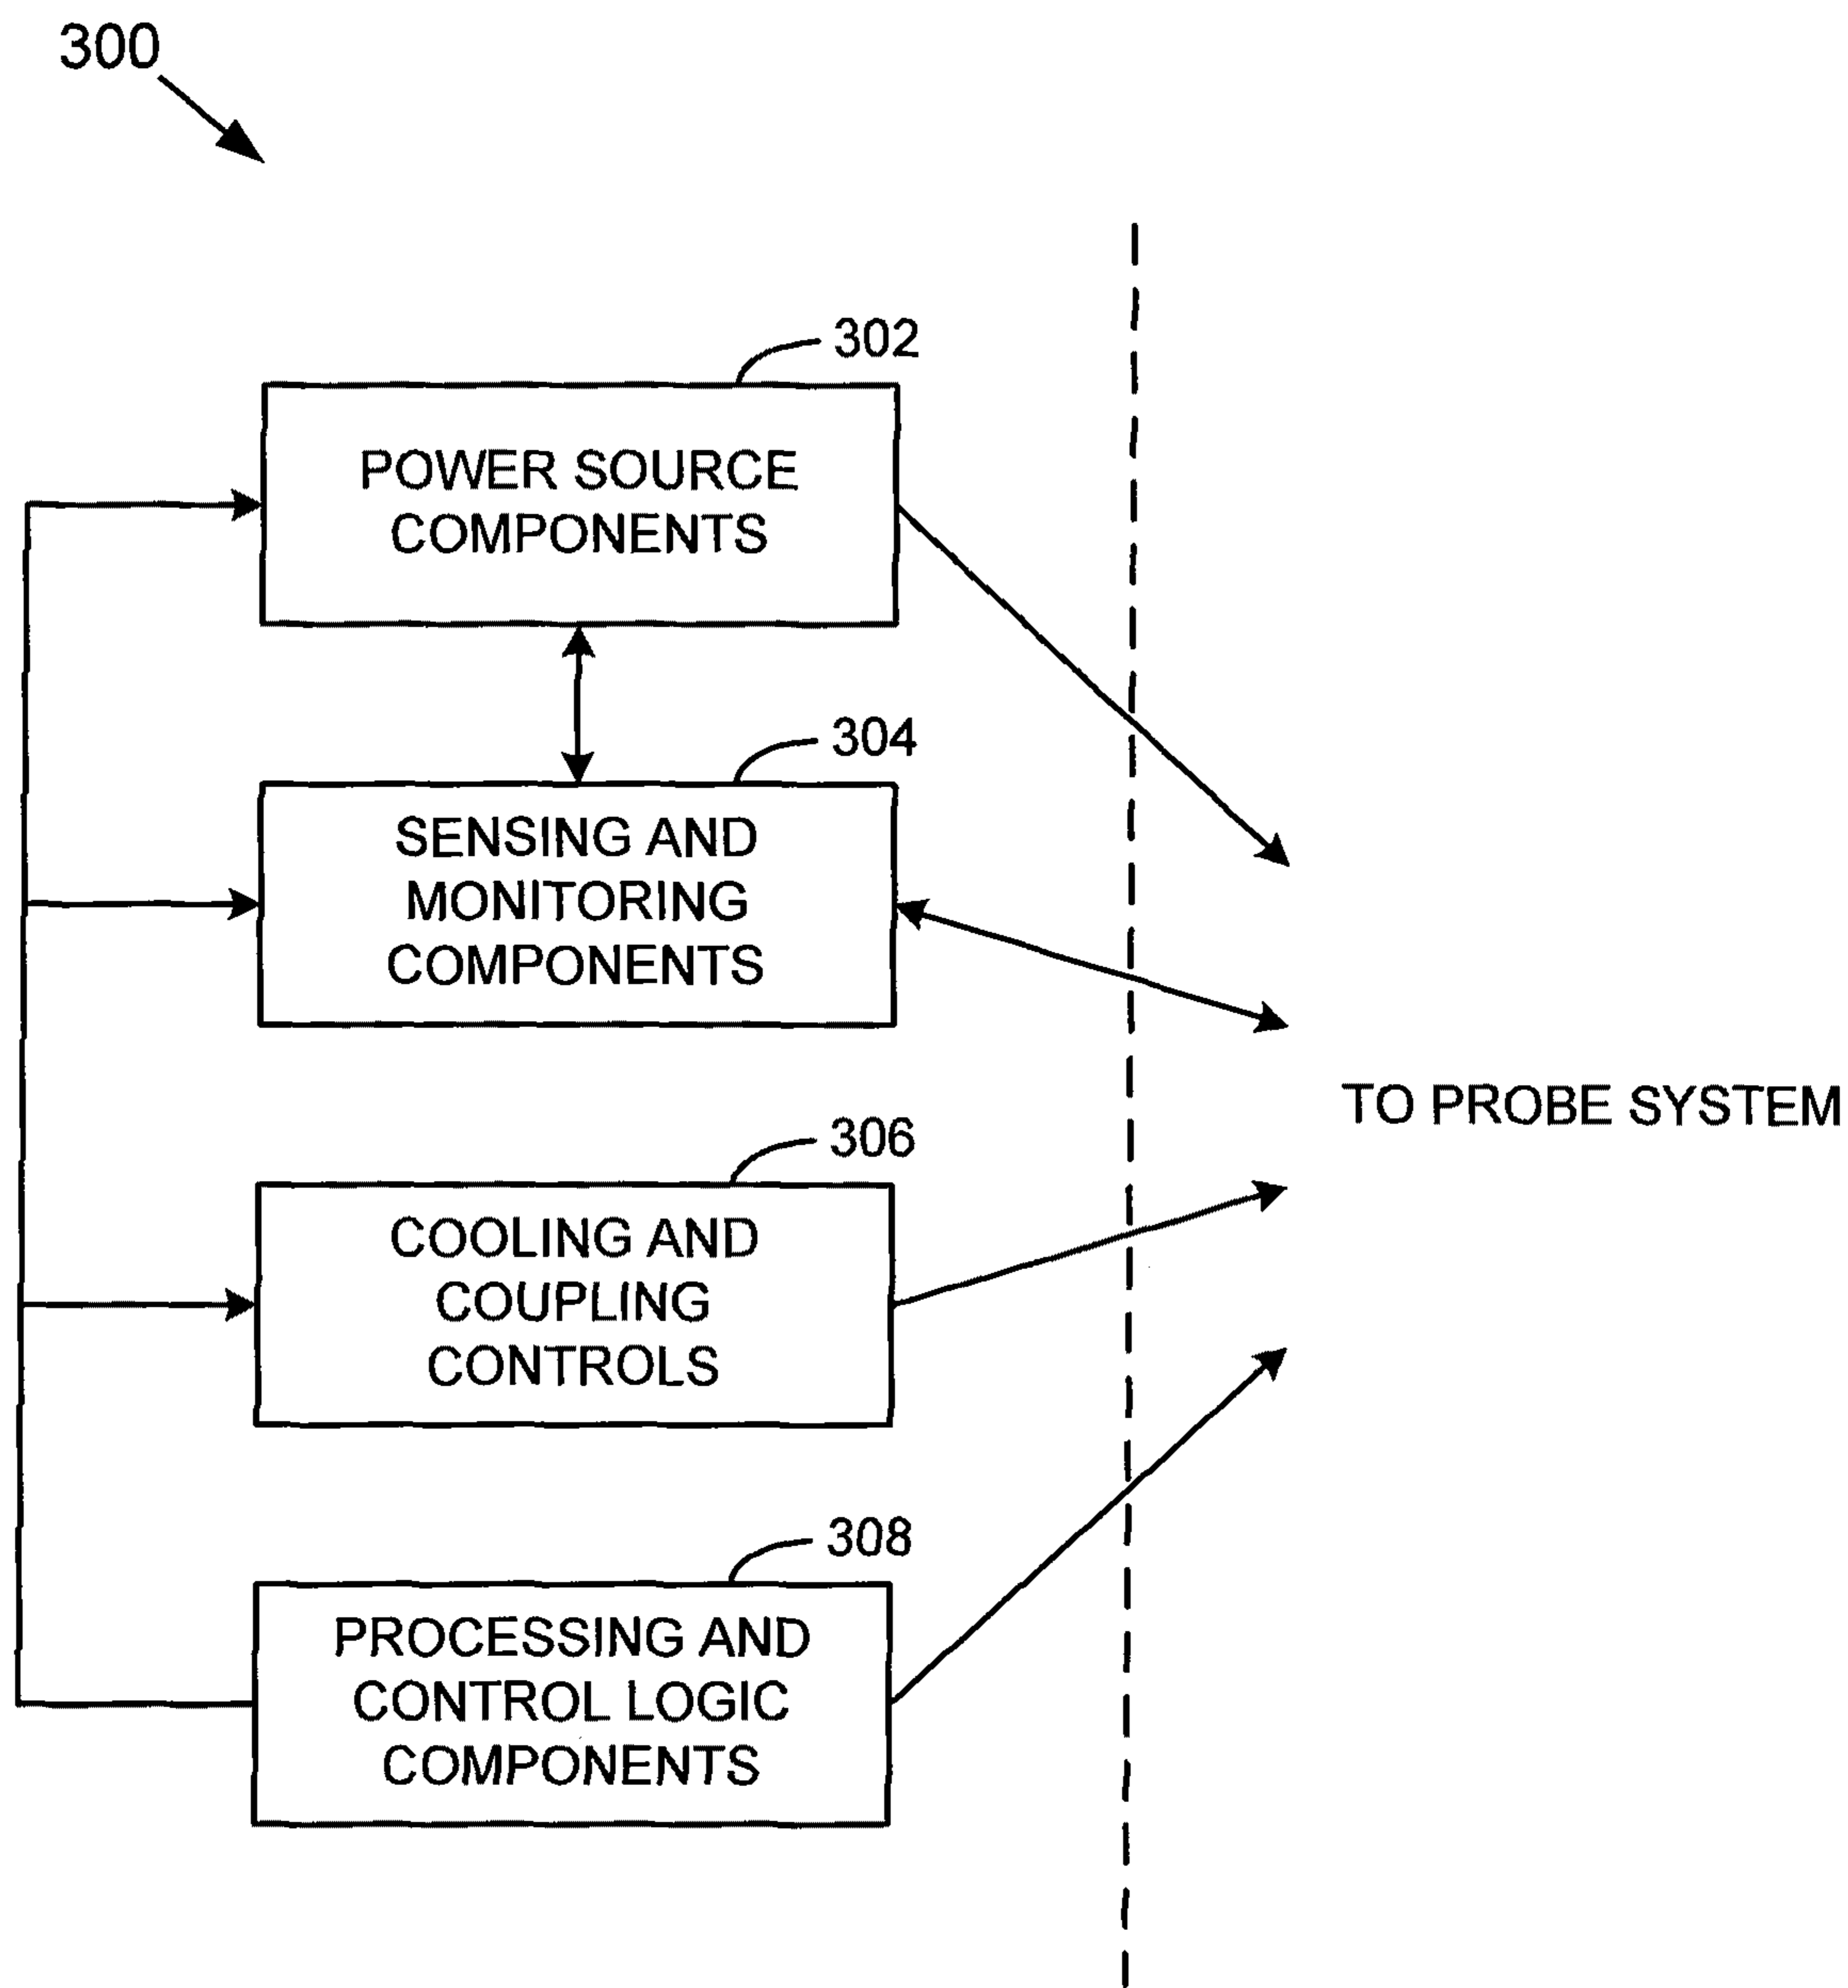 300
302
POWER SOURCE
COMPONENTS
304
SENSING AND
MONITORING
COMPONENTS
TO PROBE SYSTEM
306
COOLING AND
COUPLING
CONTROLS
308
PROCESSING AND
CONTROL LOGIC
COMPONENTS